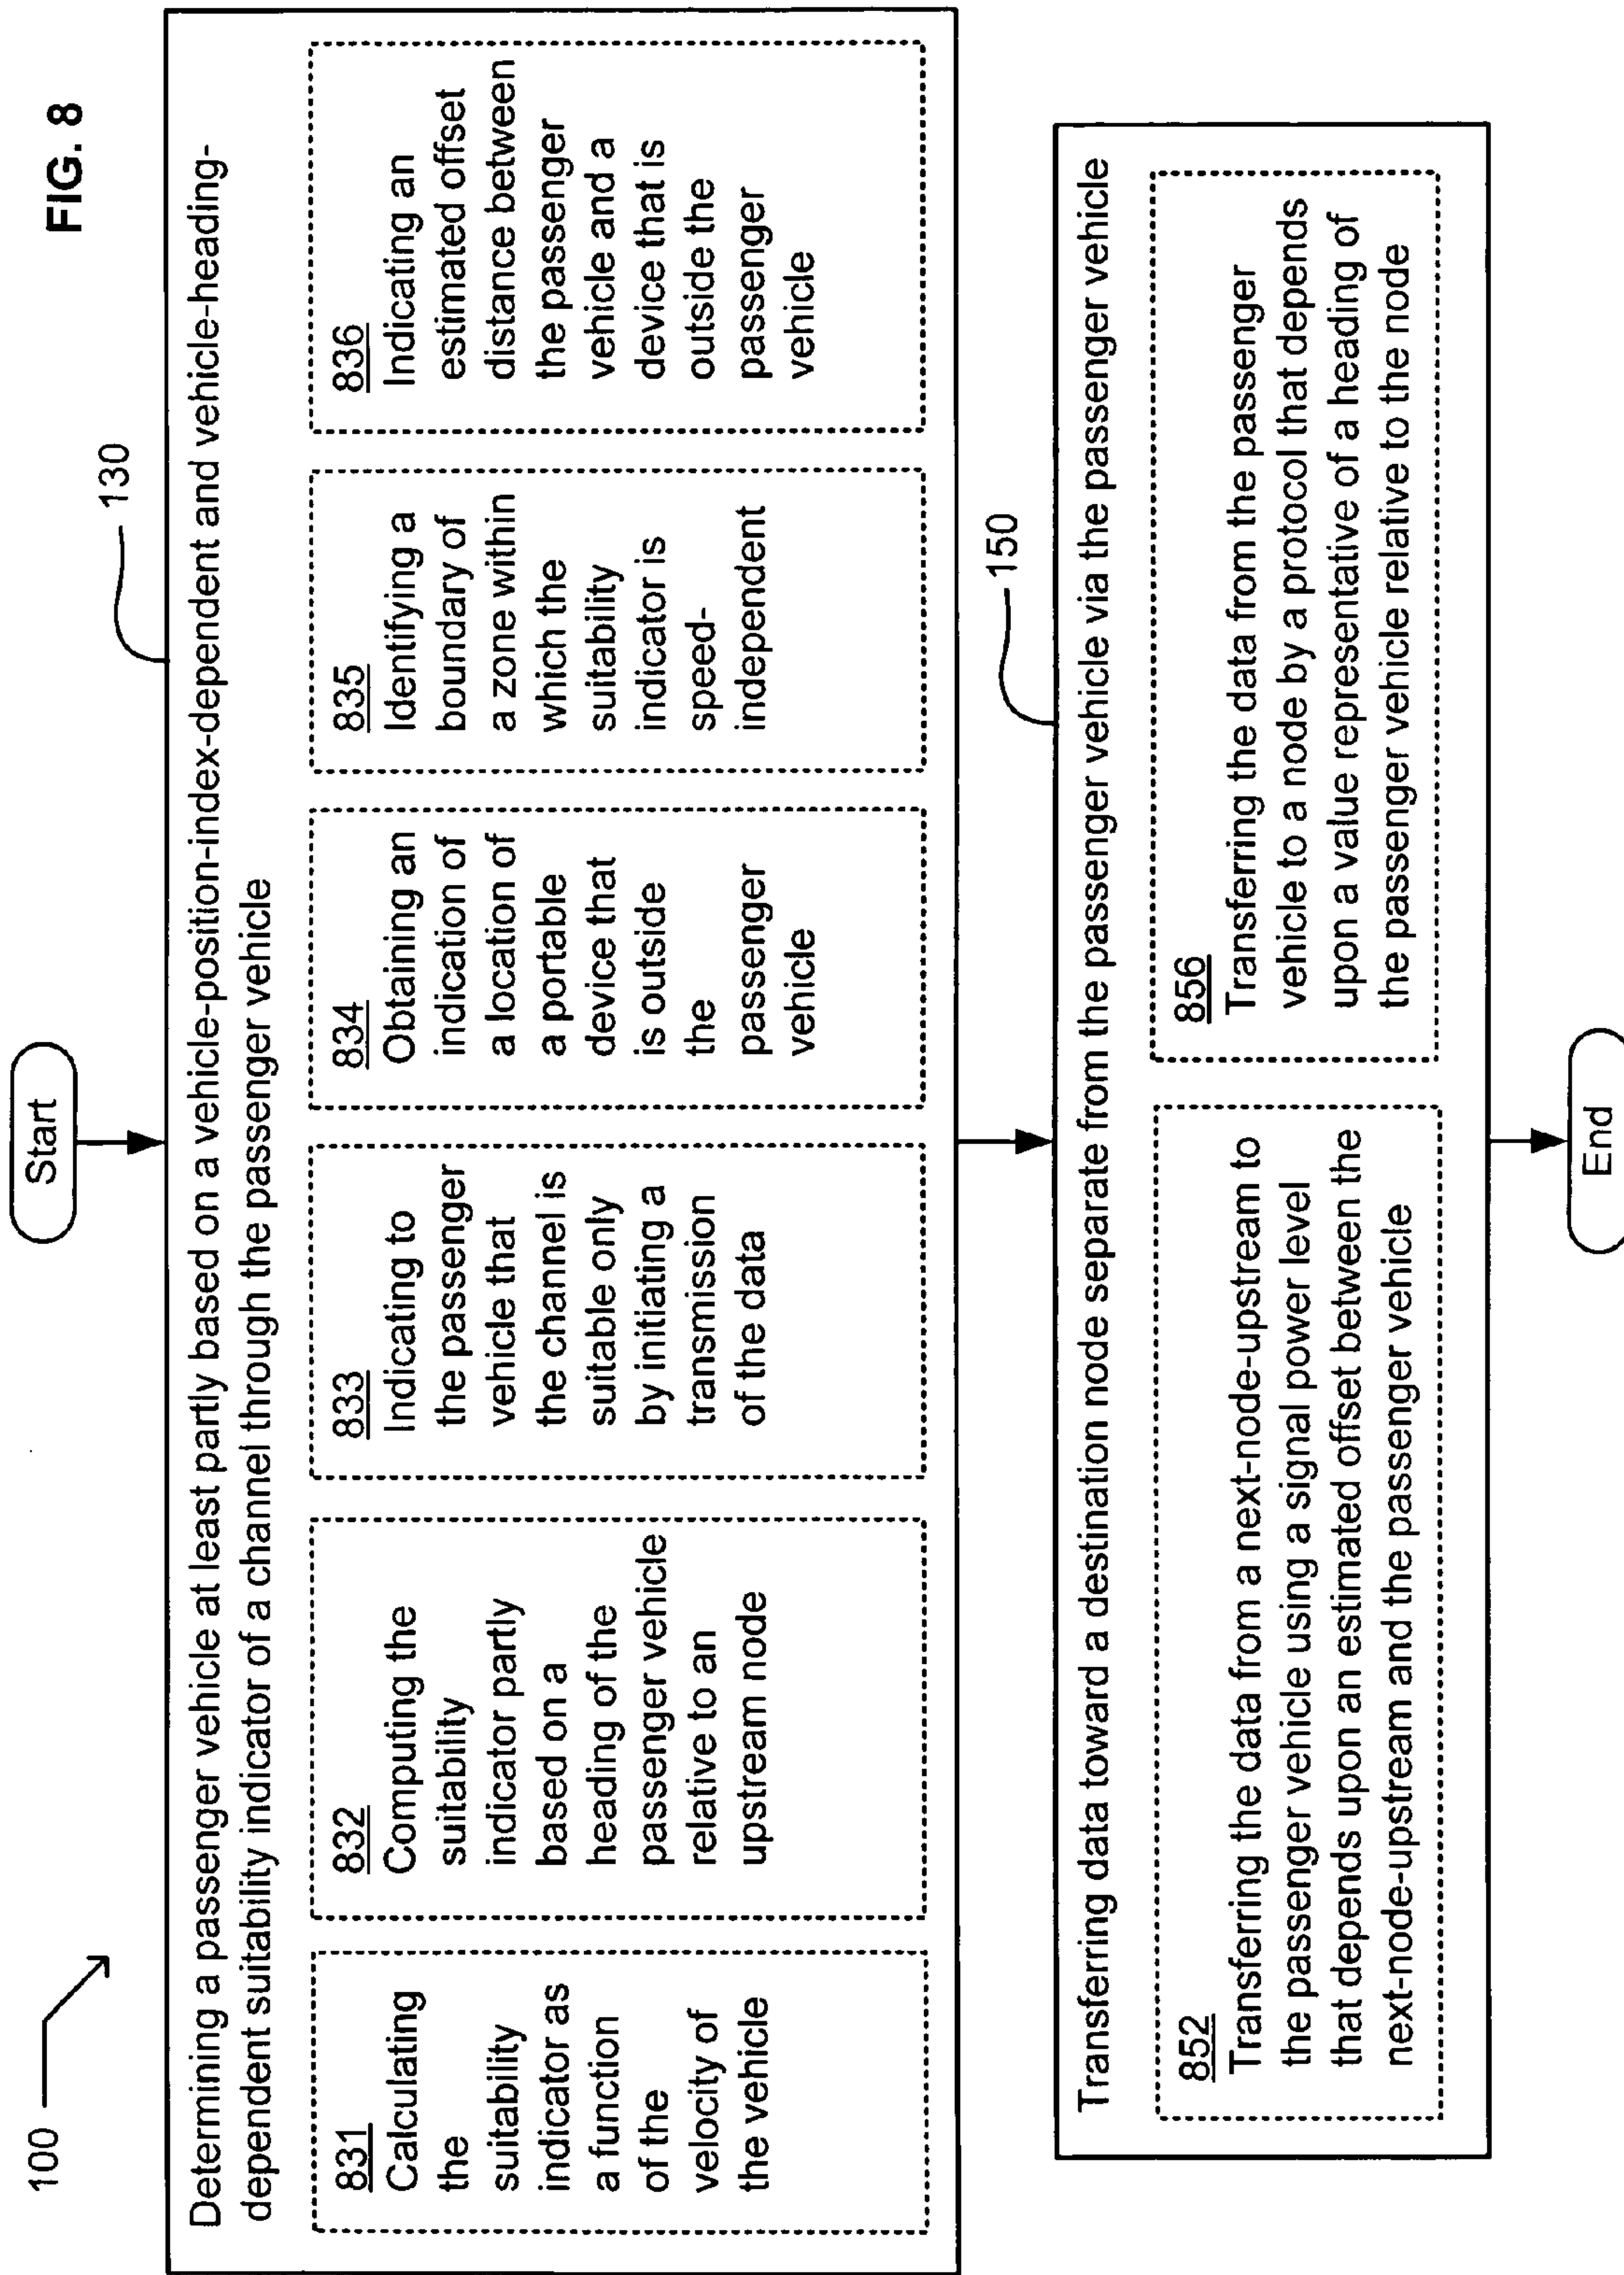 FIG. 8
100
Start
130
Determining a passenger vehicle at least partly based on a vehicle-position-index-dependent and vehicle-heading-
dependent suitability indicator of a channel through the passenger vehicle
831
Calculating
the
suitability
indicator as
a function
of the
velocity of
the vehicle
832
Computing the
suitability
indicator partly
based on a
heading of the
passenger vehicle
relative to an
upstream node
833
Indicating to
the passenger
vehicle that
the channel is
suitable only
by initiating a
transmission
of the data
834
Obtaining an
indication of
a location of
a portable
device that
is outside
the
passenger
vehicle
835
Identifying a
boundary of
a zone within
which the
suitability
indicator is
speed-
independent
836
Indicating an
estimated offset
distance between
the passenger
vehicle and a
device that is
outside the
passenger
vehicle
150
Transferring data toward a destination node separate from the passenger vehicle via the passenger vehicle
852
Transferring the data from a next-node-upstream to
the passenger vehicle using a signal power level
that depends upon an estimated offset between the
next-node-upstream and the passenger vehicle
856
Transferring the data from the passenger
vehicle to a node by a protocol that depends
upon a value representative of a heading of
the passenger vehicle relative to the node
End